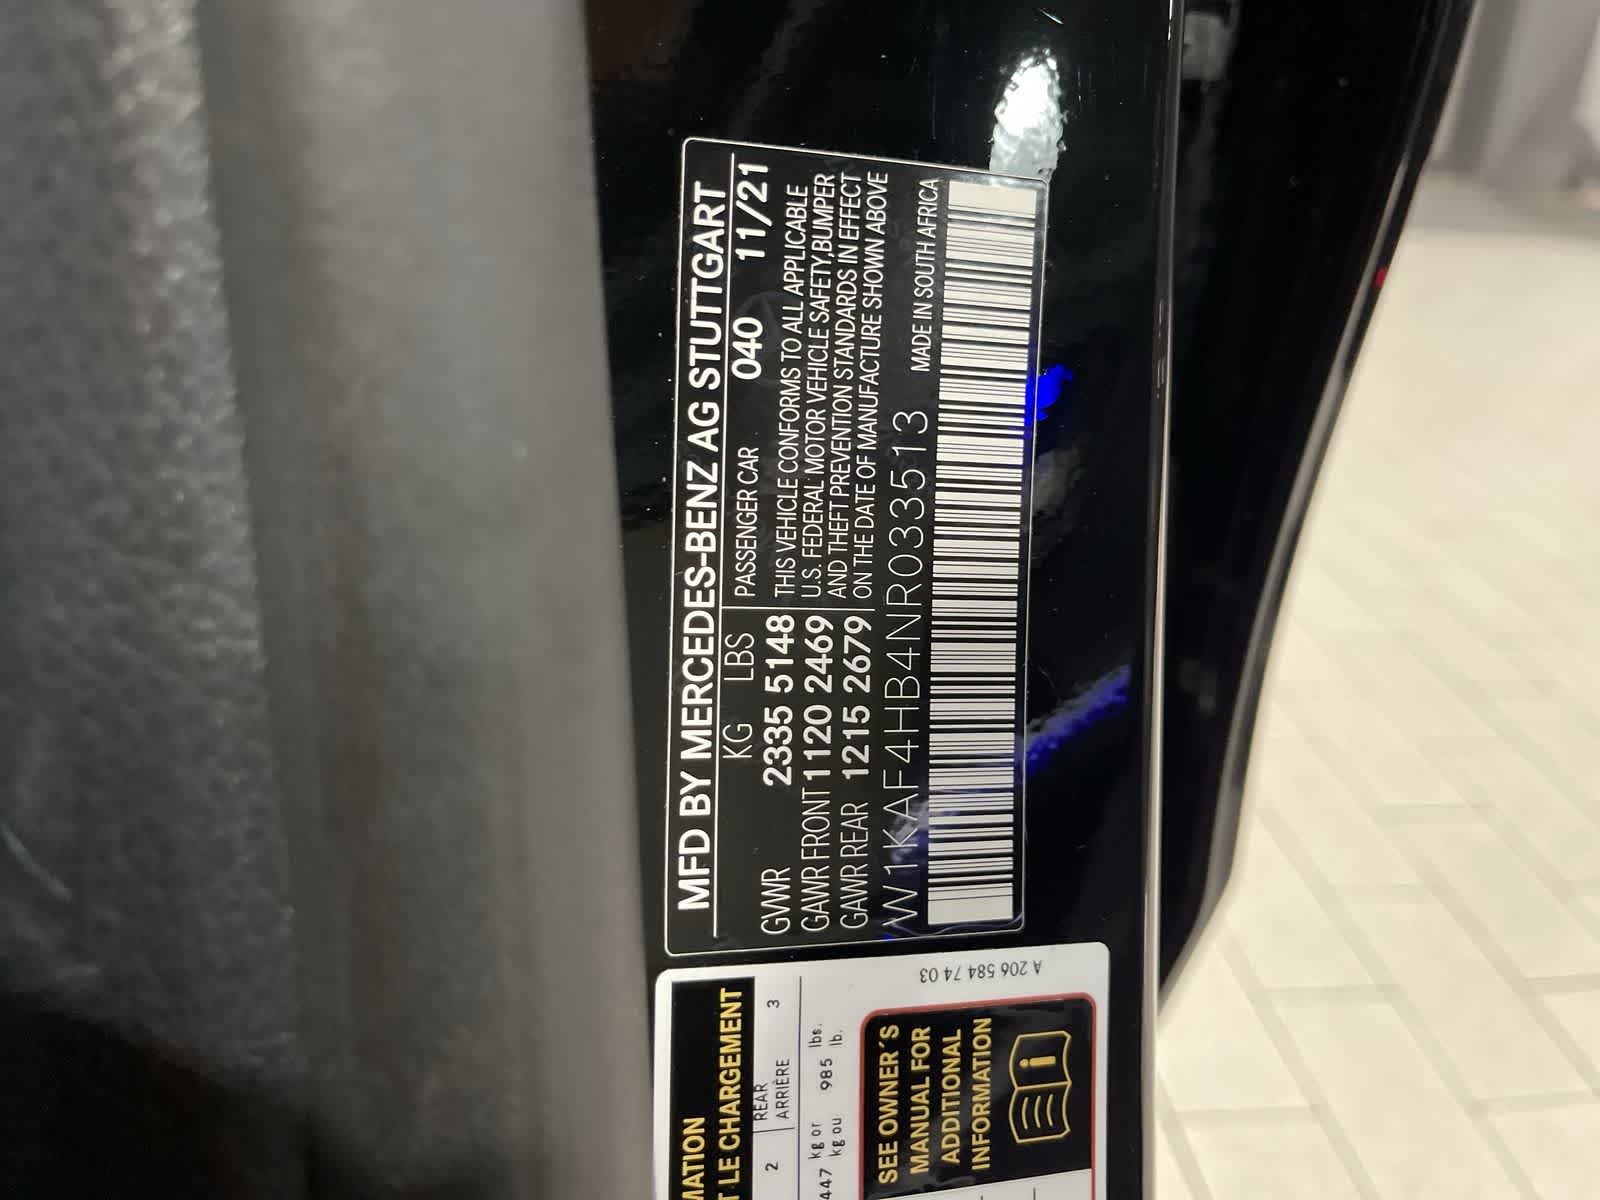 MFD BY MERCEDES-BENZ AG STUTTGART
KG LBS PASSENGER CAR 040 11/21
GVWR 2335 5148 THIS VEHICLE CONFORMS TO ALL APPLICABLE
GAWR FRONT 1120 2469 U.S. FEDERAL MOTOR VEHICLE SAFETY,BUMPER
GAWR REAR 1215 2679 AND THEFT PREVENTION STANDARDS IN EFFECT
ON THE DATE OF MANUFACTURE SHOWN ABOVE
W1KAF4HB4NR033513 MADE IN SOUTH AFRICA
MATION
T LE CHARGEMENT
2 REAR 3
ARRIÈRE
447 kg or 985 lbs.
kg ou lb.
SEE OWNER'S
MANUAL FOR
ADDITIONAL
INFORMATION
A 206 584 74 03